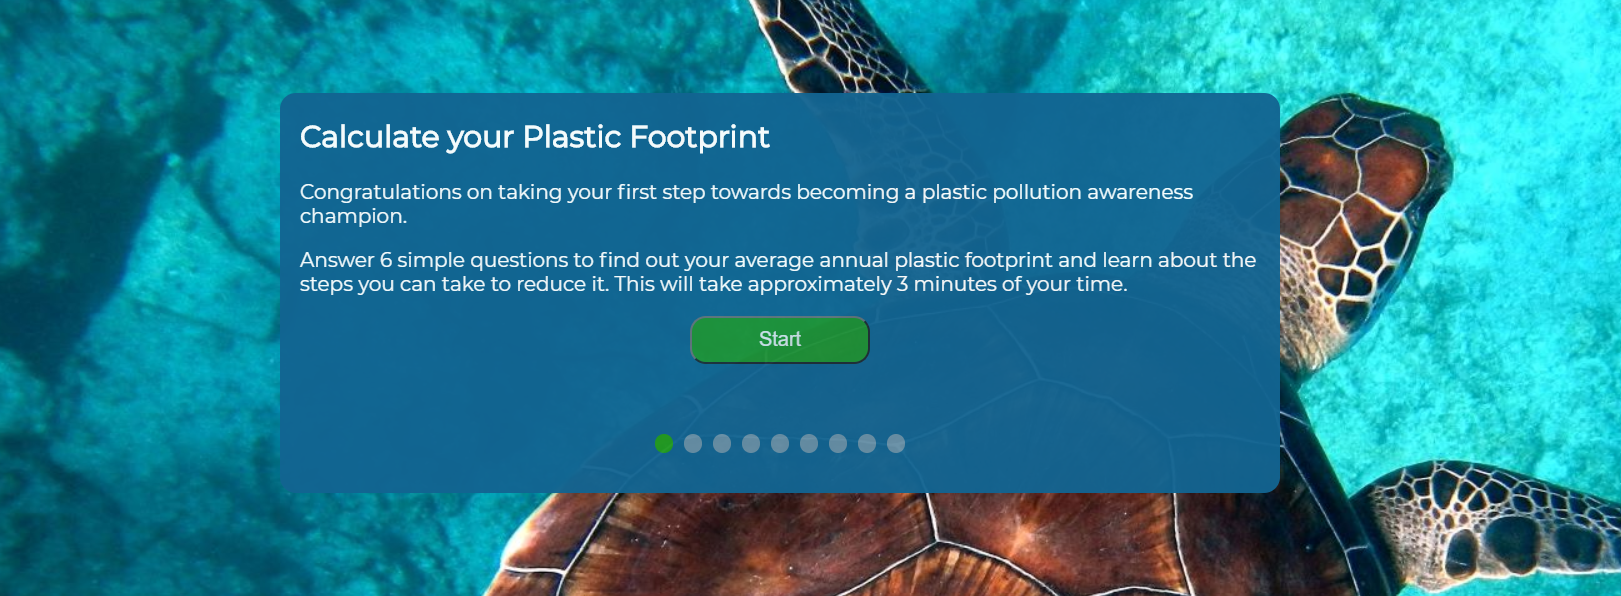 Calculate your Plastic Footprint
Congratulations on taking your first step towards becoming a plastic pollution awareness
champion.
Answer 6 simple questions to find out your average annual plastic footprint and learn about the
steps you can take to reduce it. This will take approximately 3 minutes of your time.
Start